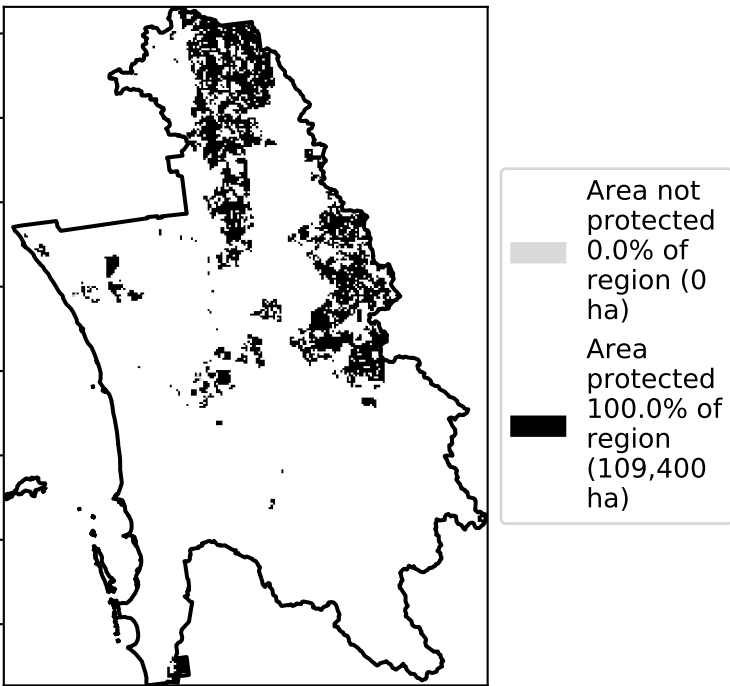 Area not
protected
0.0% of
region (0
ha)
Area
protected
100.0% of
region
(109,400
ha)